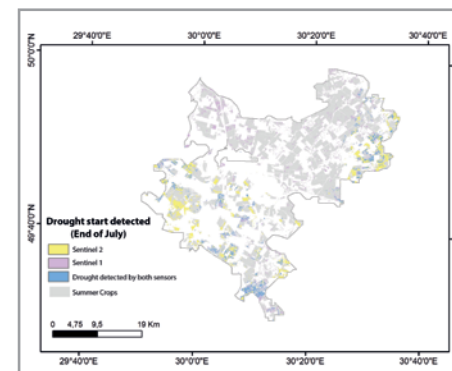 29°40'0"E 30°0'0"E 30°20'0"E 30°40'0"E
50°0'0"N
49°40'0"N
Drought start detected
(End of July)
Sentinel 2
Sentinel 1
Drought detected by both sensors
Summer Crops
0 4,75 9,5 19 Km
29°40'0"E 30°0'0"E 30°20'0"E 30°40'0"E